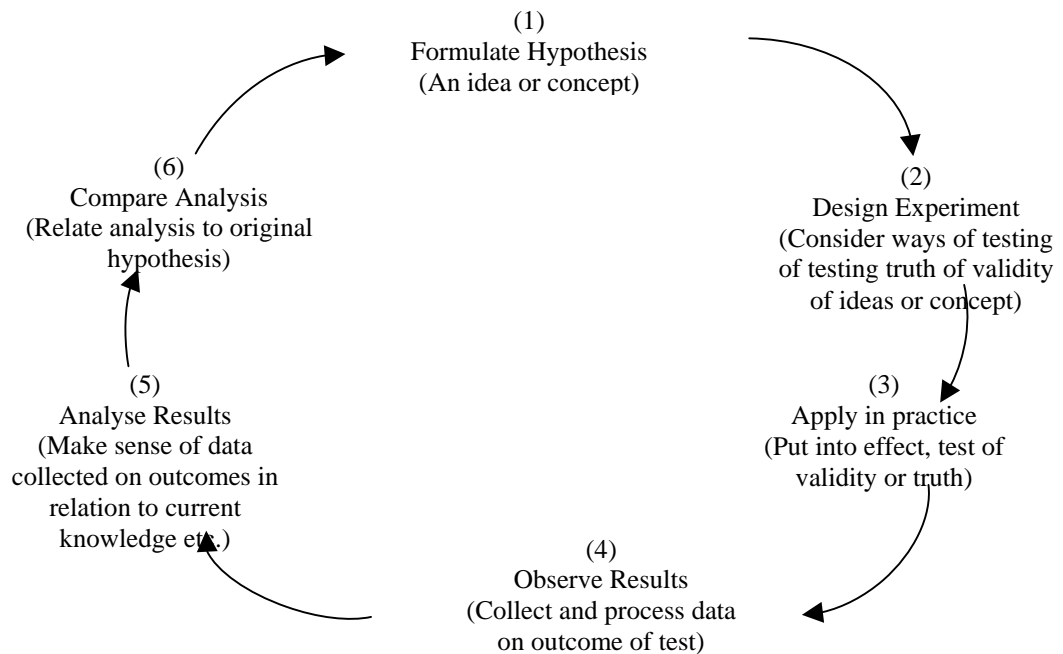 (1)
Formulate Hypothesis
(An idea or concept)
(2)
Design Experiment
(Consider ways of testing
of testing truth of validity
of ideas or concept)
(3)
Apply in practice
(Put into effect, test of
validity or truth)
(4)
Observe Results
(Collect and process data
on outcome of test)
(5)
Analyse Results
(Make sense of data
collected on outcomes in
relation to current
knowledge etc.)
(6)
Compare Analysis
(Relate analysis to original
hypothesis)